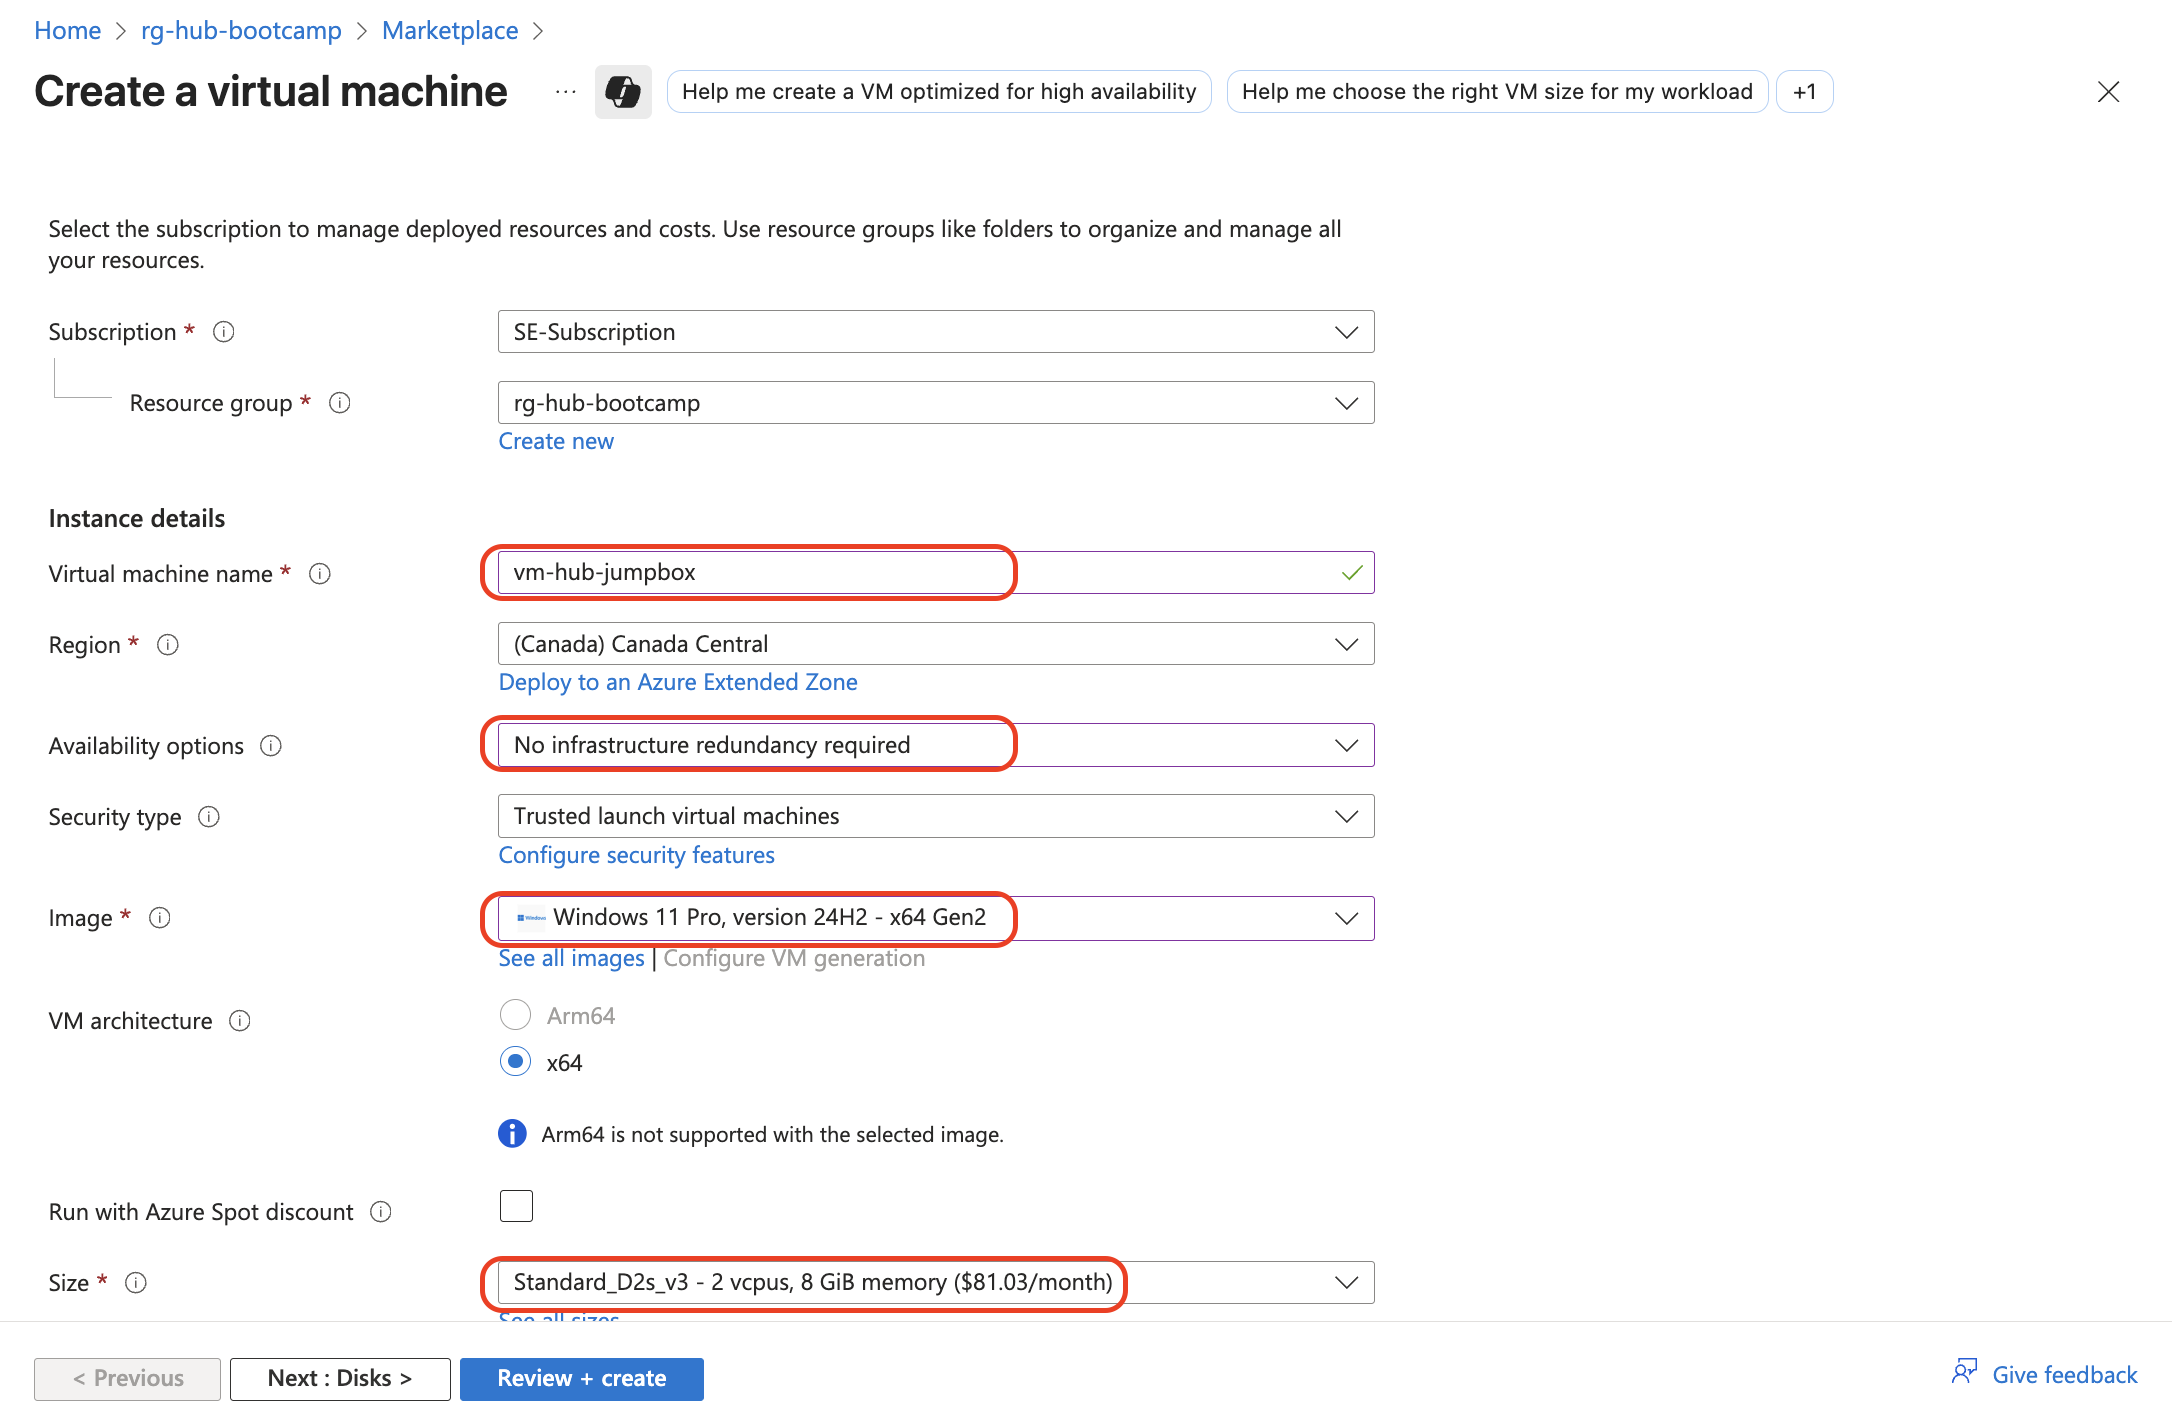 Home > rg-hub-bootcamp > Marketplace >
Create a virtual machine ... Help me create a VM optimized for high availability Help me choose the right VM size for my workload +1
Select the subscription to manage deployed resources and costs. Use resource groups like folders to organize and manage all
your resources.
Subscription * SE-Subscription
Resource group * rg-hub-bootcamp
Create new
Instance details
Virtual machine name * vm-hub-jumpbox
Region * (Canada) Canada Central
Deploy to an Azure Extended Zone
Availability options No infrastructure redundancy required
Security type Trusted launch virtual machines
Configure security features
Image * Windows Windows 11 Pro, version 24H2 - x64 Gen2
See all images | Configure VM generation
VM architecture Arm64
x64
Arm64 is not supported with the selected image.
Run with Azure Spot discount
Size * Standard_D2s_v3 - 2 vcpus, 8 GiB memory ($81.03/month)
See all sizes
< Previous Next : Disks > Review + create Give feedback